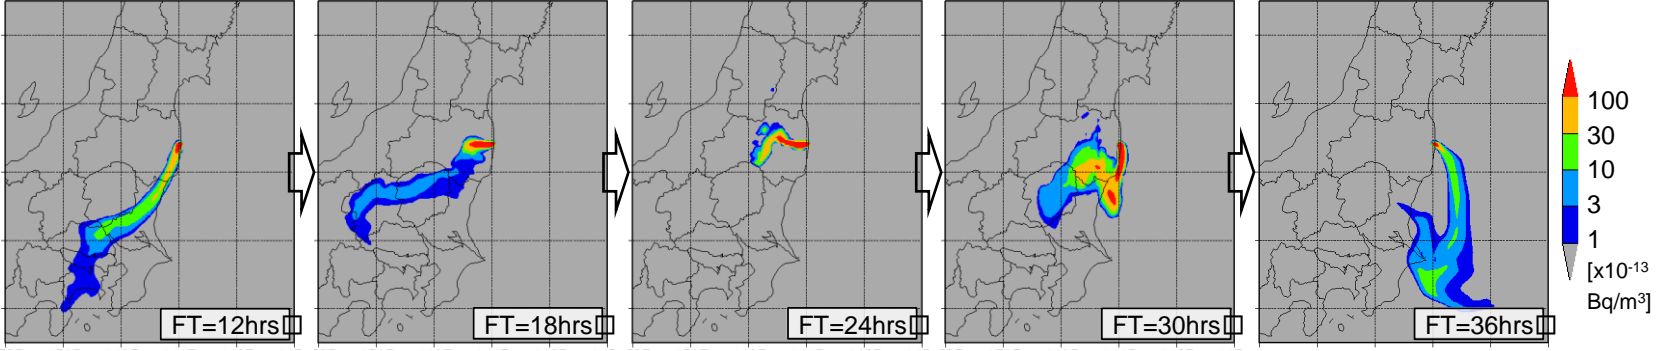 FT=12hrs
FT=18hrs
FT=24hrs
FT=30hrs
FT=36hrs
100
30
10
3
1
[x10-13
Bq/m³]